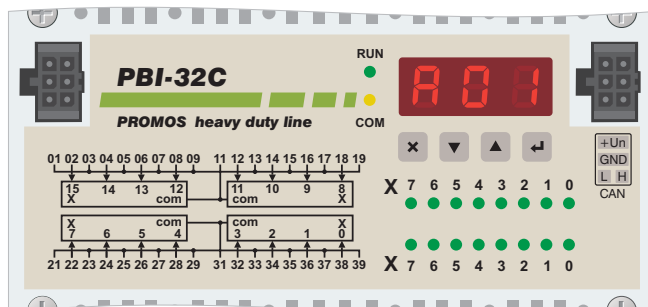 RUN
PBI-32C
A01
PROMOS heavy duty line
COM
+Un
GND
L H
CAN
01 02 03 04 05 06 07 08 09 11 12 13 14 15 16 17 18 19
15 14 13 12 11 10 9 8
X com com X
X 7 6 5 4 3 2 1 0
X com com X
7 6 5 4 3 2 1 0
21 22 23 24 25 26 27 28 29 31 32 33 34 35 36 37 38 39
X 7 6 5 4 3 2 1 0